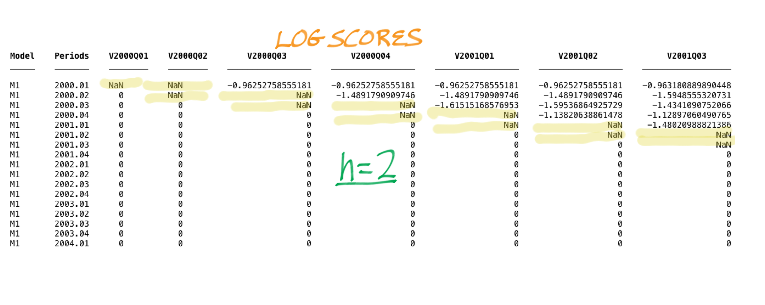 LOG SCORES
Model Periods V2000Q01 V2000Q02 V2000Q03 V2000Q04 V2001Q01 V2001Q02 V2001Q03
M1 2000.01 NaN NaN -0.96252758555181 -0.96252758555181 -0.96252758555181 -0.96252758555181 -0.963180889890448
M1 2000.02 0 NaN NaN -1.4891790909746 -1.4891790909746 -1.4891790909746 -1.5948555320731
M1 2000.03 0 0 NaN NaN -1.61515168576953 -1.59536864925729 -1.4341090752066
M1 2000.04 0 0 0 NaN NaN -1.13820638861478 -1.12897060490765
M1 2001.01 0 0 0 0 NaN NaN -1.48020988821386
M1 2001.02 0 0 0 0 0 NaN NaN
M1 2001.03 0 0 0 0 0 0 NaN
M1 2001.04 0 0 0 0 0 0 0
M1 2002.01 0 0 0 0 0 0 0
M1 2002.02 0 0 0 0 0 0 0
M1 2002.03 0 0 0 0 0 0 0
M1 2002.04 0 0 0 0 0 0 0
M1 2003.01 0 0 0 0 0 0 0
M1 2003.02 0 0 0 0 0 0 0
M1 2003.03 0 0 0 0 0 0 0
M1 2003.04 0 0 0 0 0 0 0
M1 2004.01 0 0 0 0 0 0 0
h=2